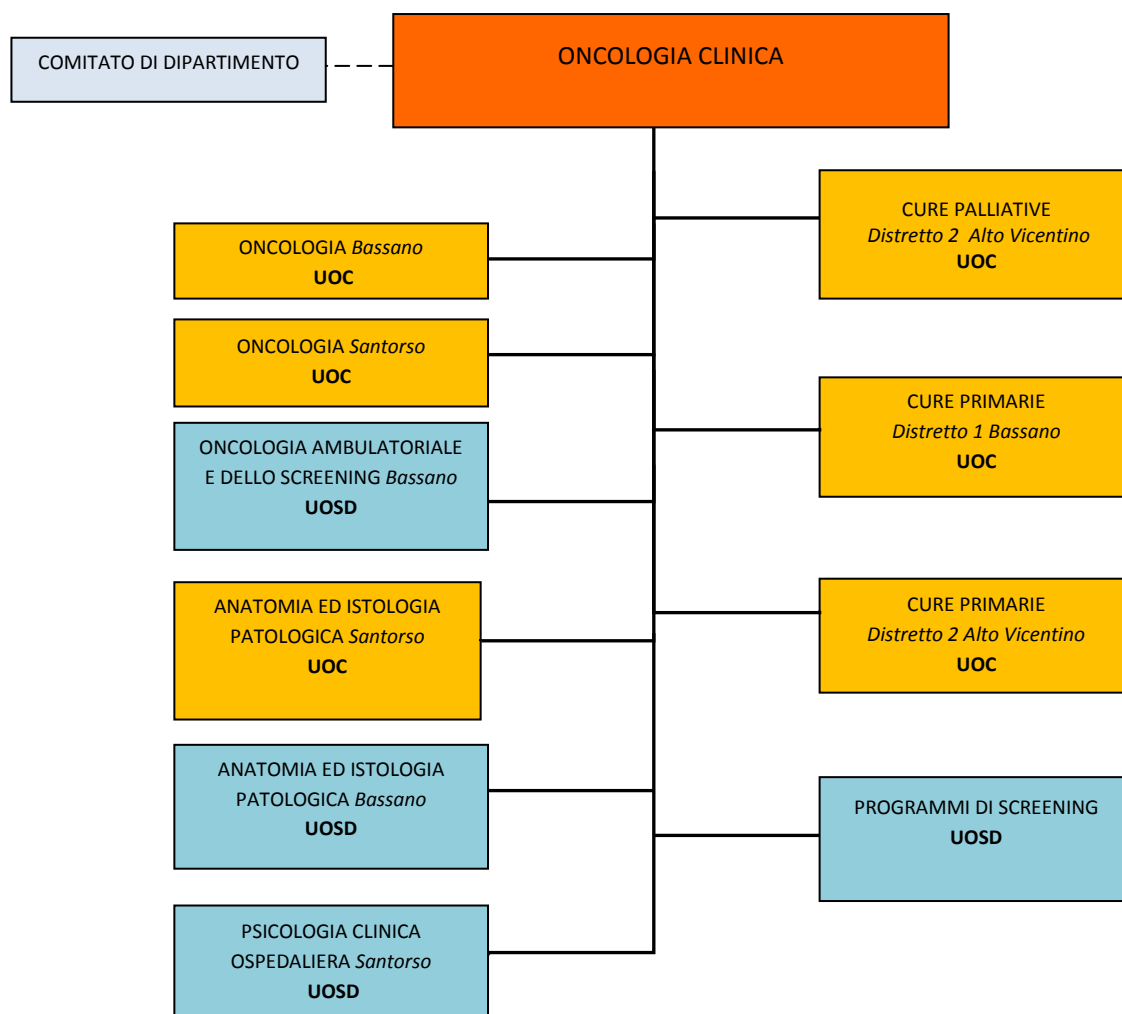 ONCOLOGIA CLINICA
COMITATO DI DIPARTIMENTO
ONCOLOGIA Bassano
UOC
ONCOLOGIA Santorso
UOC
ONCOLOGIA AMBULATORIALE
E DELLO SCREENING Bassano
UOSD
ANATOMIA ED ISTOLOGIA
PATOLOGICA Santorso
UOC
ANATOMIA ED ISTOLOGIA
PATOLOGICA Bassano
UOSD
PSICOLOGIA CLINICA
OSPEDALIERA Santorso
UOSD
CURE PALLIATIVE
Distretto 2 Alto Vicentino
UOC
CURE PRIMARIE
Distretto 1 Bassano
UOC
CURE PRIMARIE
Distretto 2 Alto Vicentino
UOC
PROGRAMMI DI SCREENING
UOSD